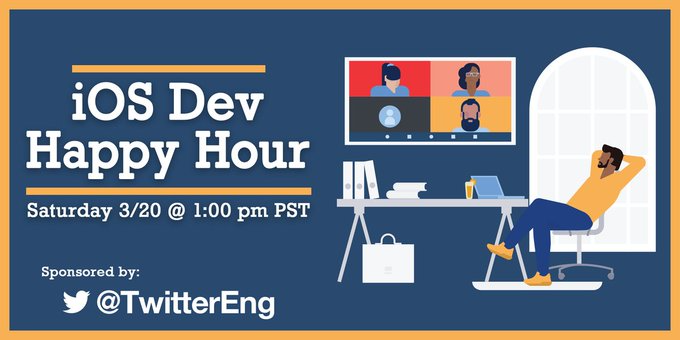 iOS Dev
Happy Hour
Saturday 3/20 @ 1:00 pm PST
Sponsored by:
@TwitterEng